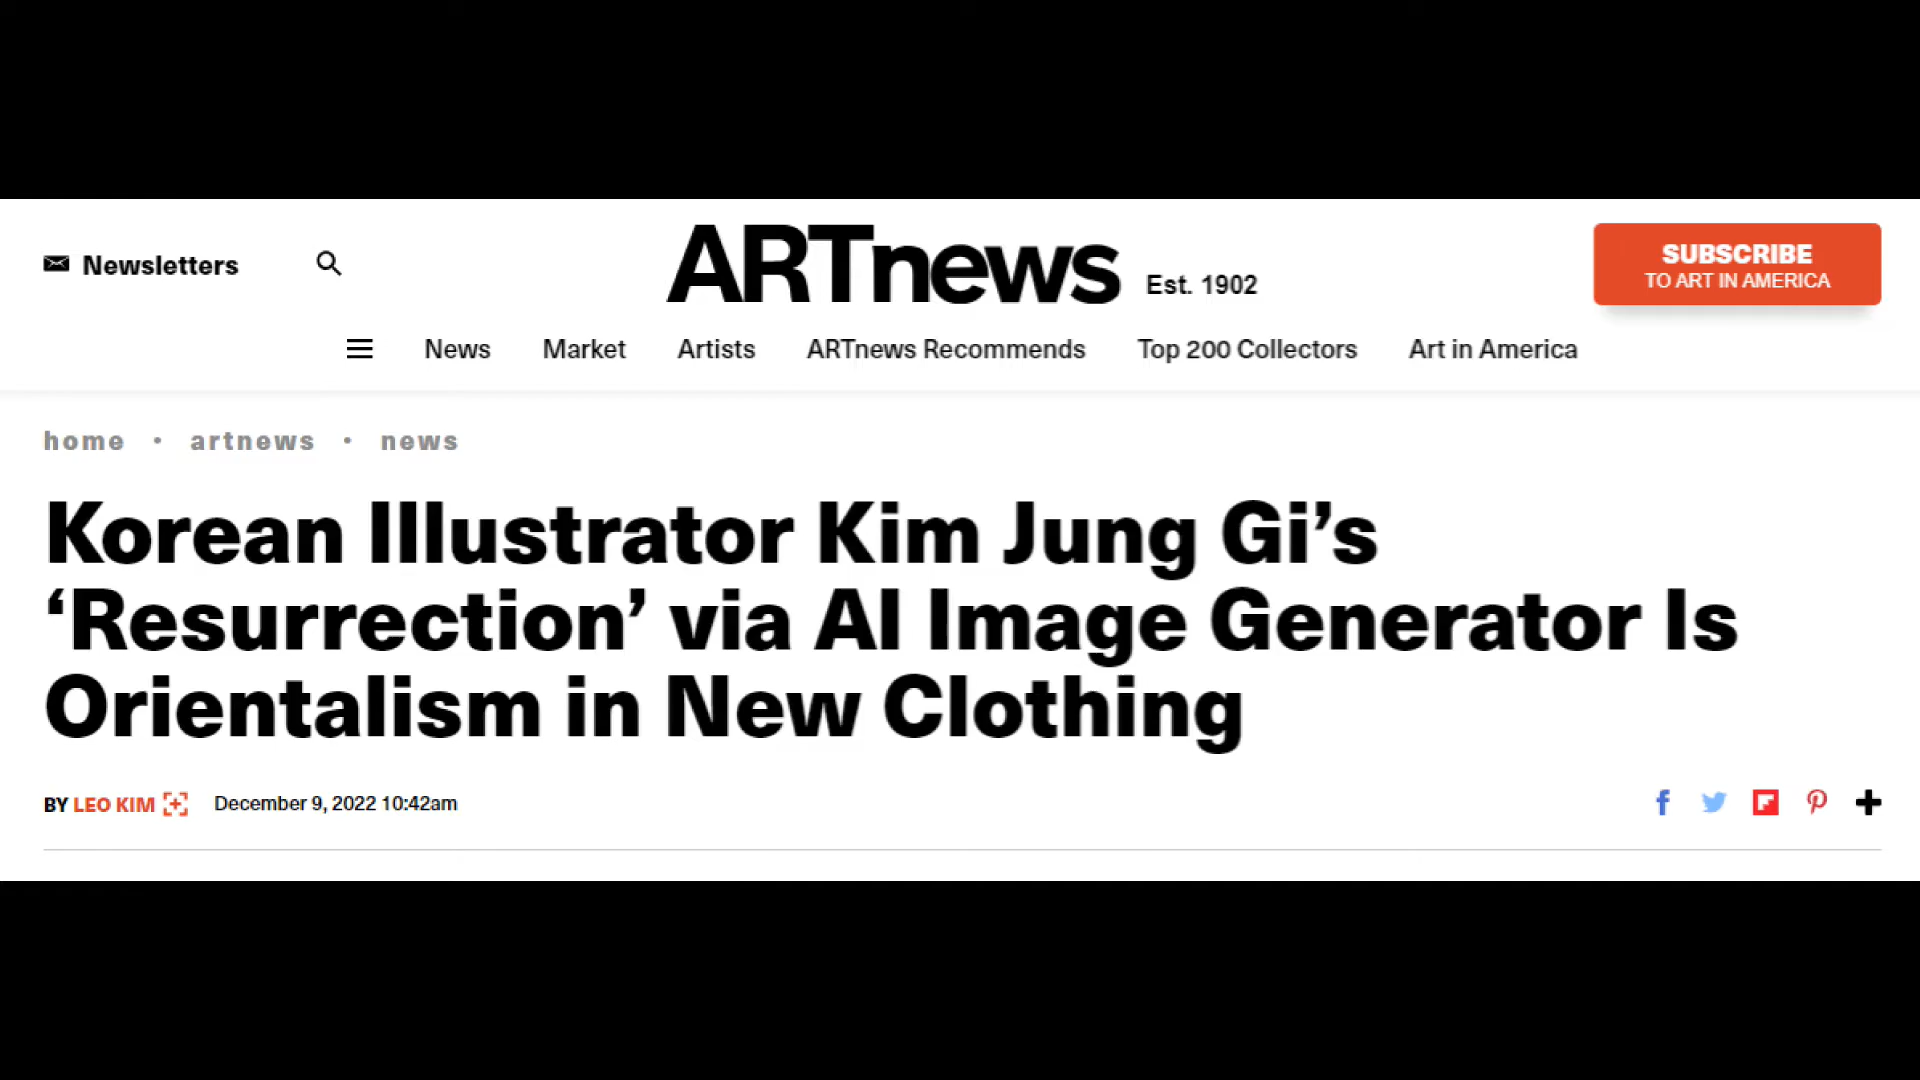 Newsletters
ARTnews Est. 1902
SUBSCRIBE
TO ART IN AMERICA
News Market Artists ARTnews Recommends Top 200 Collectors Art in America
home • artnews • news
Korean Illustrator Kim Jung Gi’s
‘Resurrection’ via AI Image Generator Is
Orientalism in New Clothing
BY LEO KIM December 9, 2022 10:42am